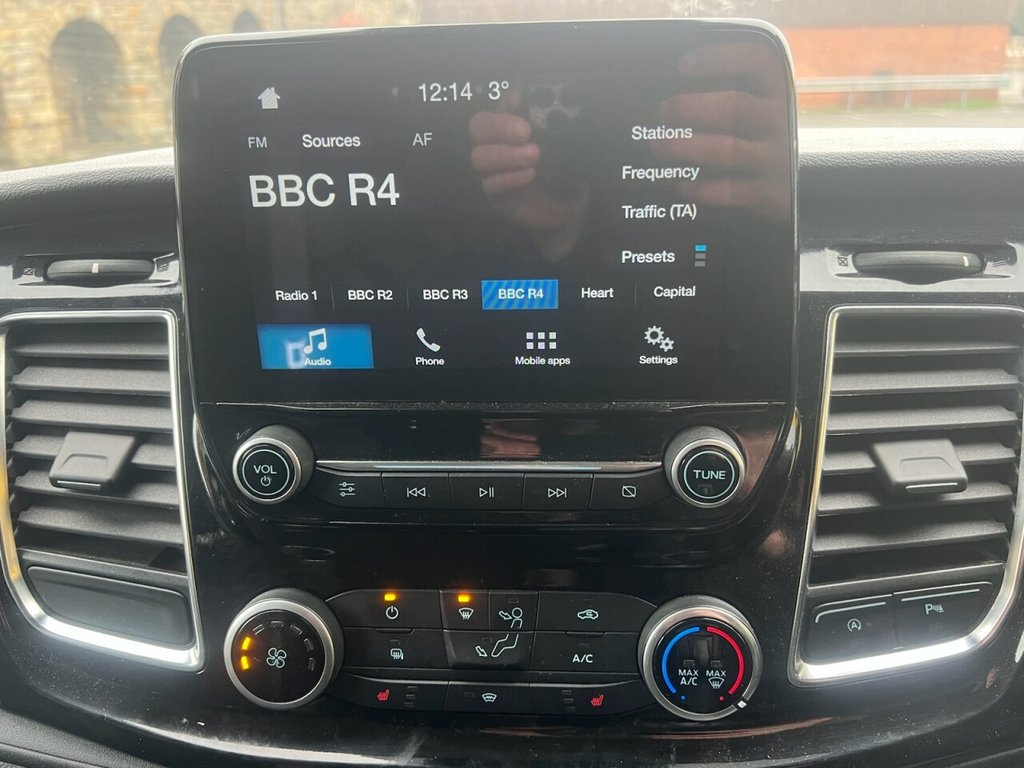 12:14 3°
FM Sources AF
Stations
BBC R4
Frequency
Traffic (TA)
Presets
Radio 1 BBC R2 BBC R3 BBC R4 Heart Capital
Audio Phone Mobile apps Settings
VOL
TUNE
A/C
MAX A/C MAX
A
P